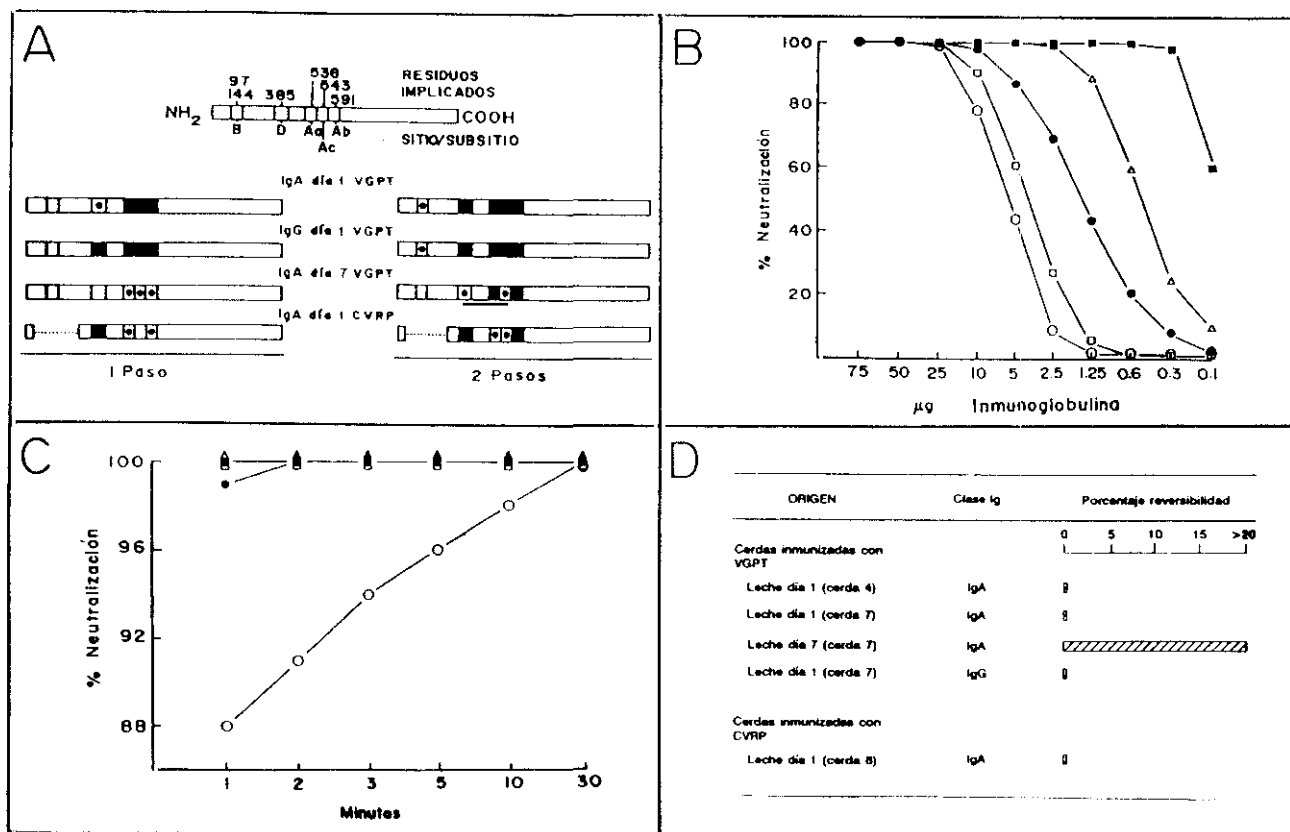 A
97
144
385
538
543
591
RESIDUOS
IMPLICADOS
NH2
COOH
B
D
Aa
Ac
Ab
SITIO/SUBSITIO
IgA día 1 VGPT
IgG día 1 VGPT
IgA día 7 VGPT
IgA día 1 CVRP
1 Paso
2 Pasos
B
100
80
60
40
20
% Neutralización
75 50 25 10 5 2.5 1.25 0.6 0.3 0.1
µg Inmunoglobulina
C
100
96
92
88
% Neutralización
1 2 3 5 10 30
Minutes
D
ORIGEN Clase Ig Porcentaje reversibilidad
0 5 10 15 >20
Cerdas inmunizadas con
VGPT
Leche día 1 (cerda 4) IgA
Leche día 1 (cerda 7) IgA
Leche día 7 (cerda 7) IgA
Leche día 1 (cerda 7) IgG
Cerdas inmunizadas con
CVRP
Leche día 1 (cerda 8) IgA